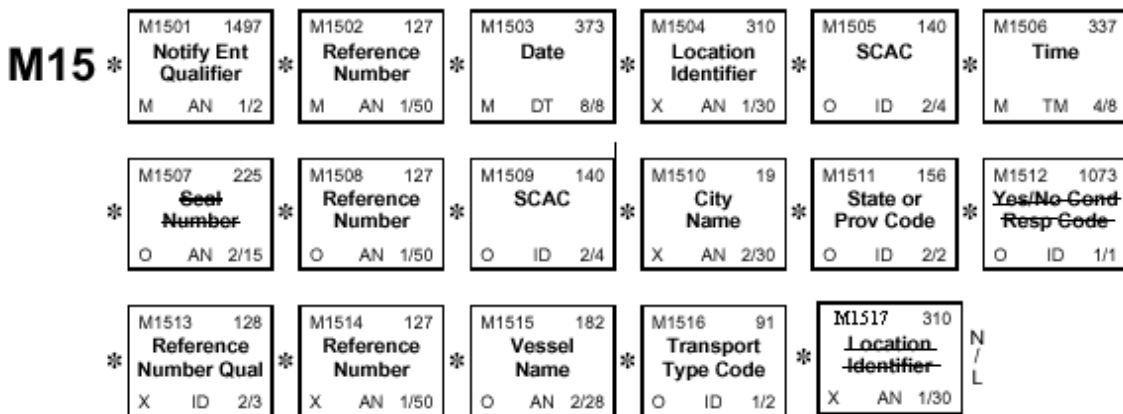 M1501 1497 M1502 127 M1503 373 M1504 310 M1505 140 M1506 337
M15 * Notify Ent Qualifier * Reference Number * Date * Location Identifier * SCAC * Time
M AN 1/2 M AN 1/50 M DT 8/8 X AN 1/30 O ID 2/4 M TM 4/8
M1507 225 M1508 127 M1509 140 M1510 19 M1511 156 M1512 1073
* Seal Number * Reference Number * SCAC * City Name * State or Prov Code * Yes/No Cond Resp Code
O AN 2/15 O AN 1/50 O ID 2/4 X AN 2/30 O ID 2/2 O ID 1/1
M1513 128 M1514 127 M1515 182 M1516 91 M1517 310
* Reference Number Qual * Reference Number * Vessel Name * Transport Type Code * Location Identifier N / L
X ID 2/3 X AN 1/50 O AN 2/28 O ID 1/2 X AN 1/30